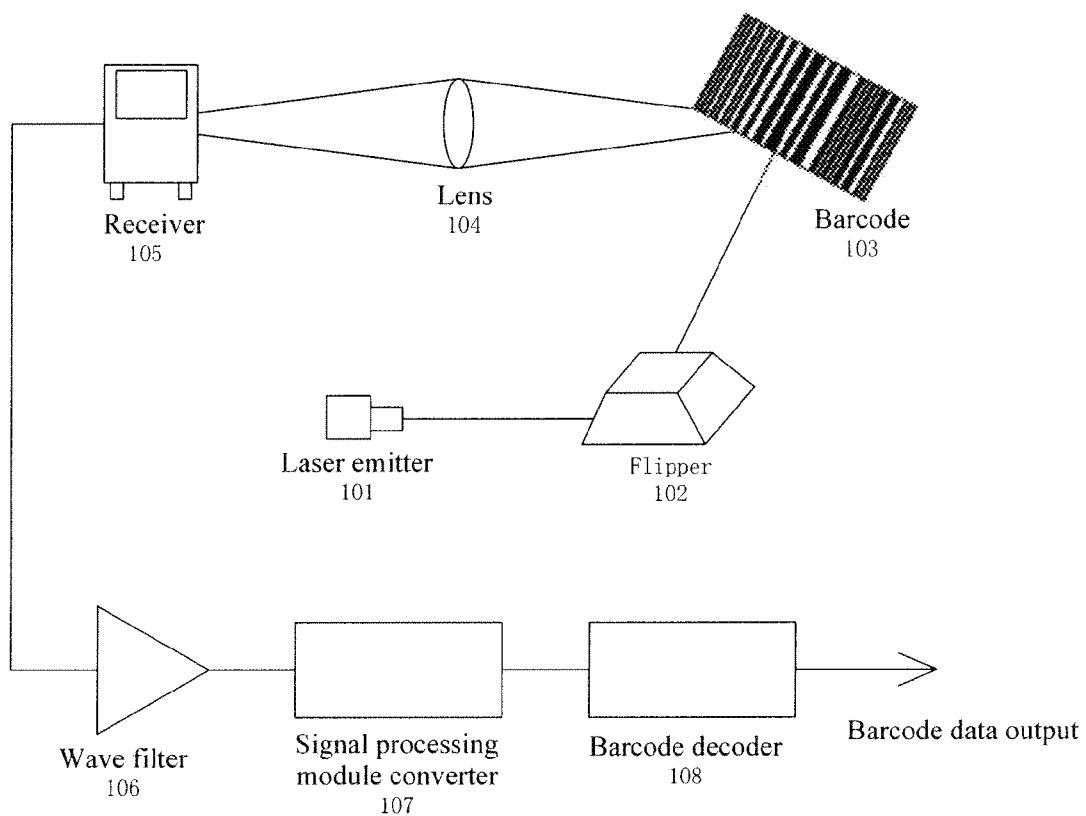 Receiver
105
Lens
104
Barcode
103
Laser emitter
101
Flipper
102
Wave filter
106
Signal processing
module converter
107
Barcode decoder
108
Barcode data output